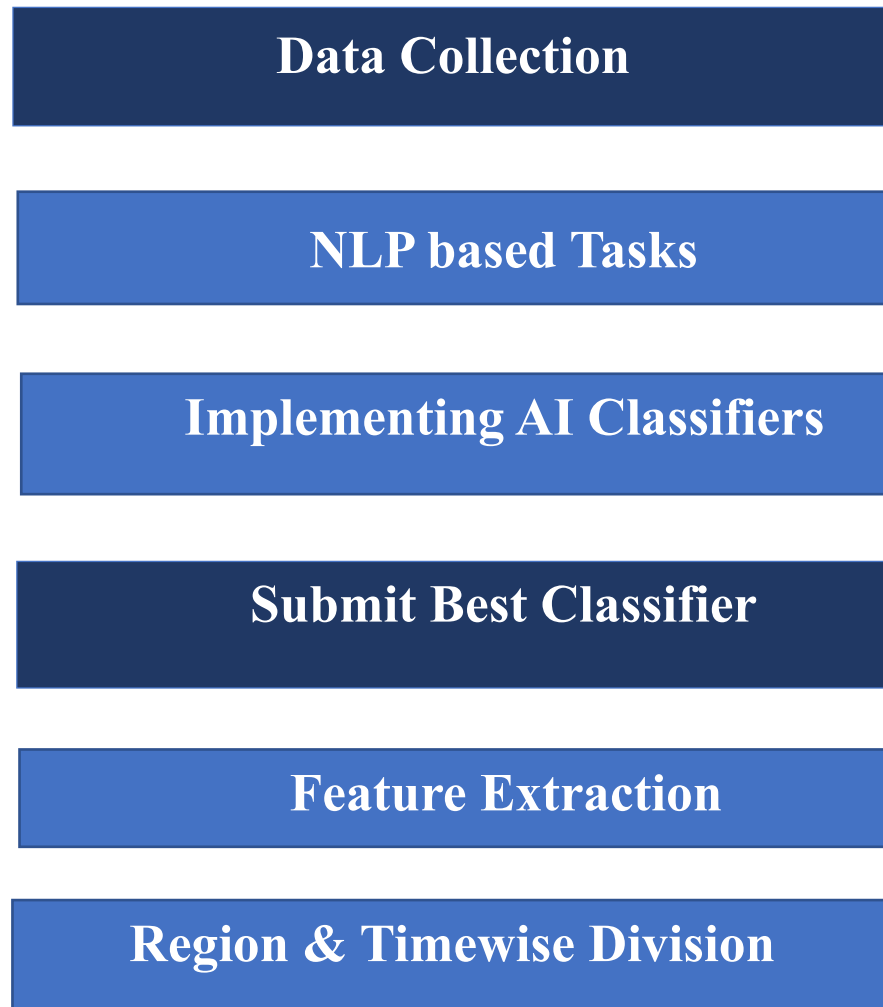 Data Collection
NLP based Tasks
Implementing AI Classifiers
Submit Best Classifier
Feature Extraction
Region & Timewise Division